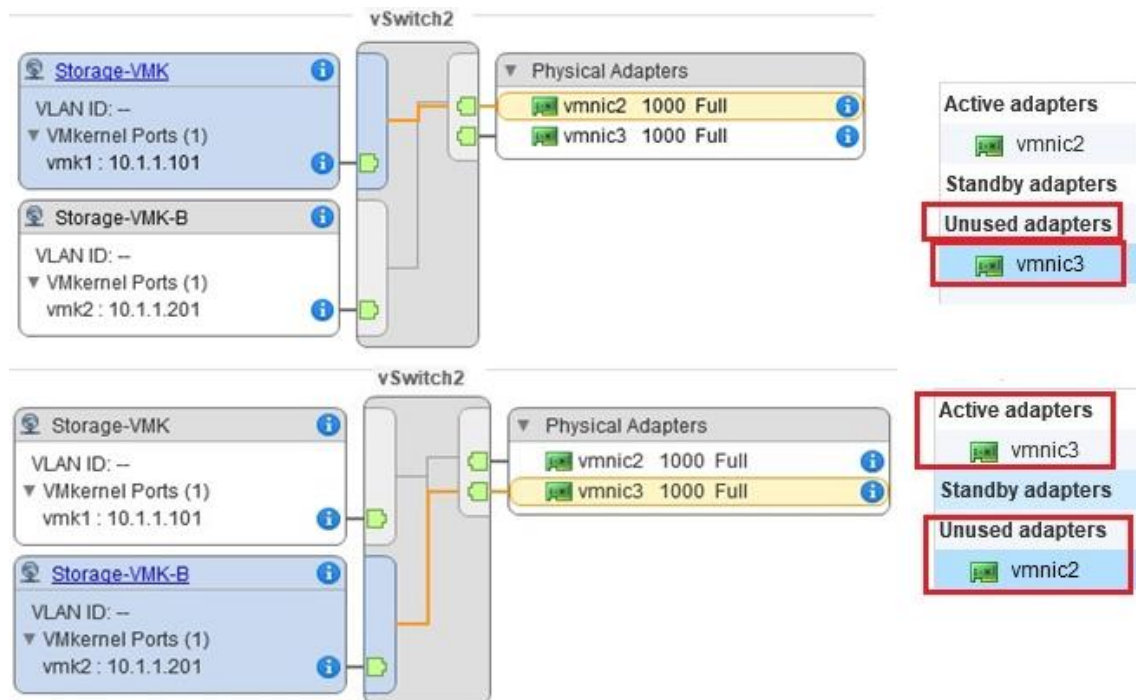 vSwitch2
Storage-VMK
VLAN ID: --
VMkernel Ports (1)
vmk1 : 10.1.1.101
Storage-VMK-B
VLAN ID: --
VMkernel Ports (1)
vmk2 : 10.1.1.201
Physical Adapters
vmnic2 1000 Full
vmnic3 1000 Full
Active adapters
vmnic2
Standby adapters
Unused adapters
vmnic3
vSwitch2
Storage-VMK
VLAN ID: --
VMkernel Ports (1)
vmk1 : 10.1.1.101
Storage-VMK-B
VLAN ID: --
VMkernel Ports (1)
vmk2 : 10.1.1.201
Physical Adapters
vmnic2 1000 Full
vmnic3 1000 Full
Active adapters
vmnic3
Standby adapters
Unused adapters
vmnic2